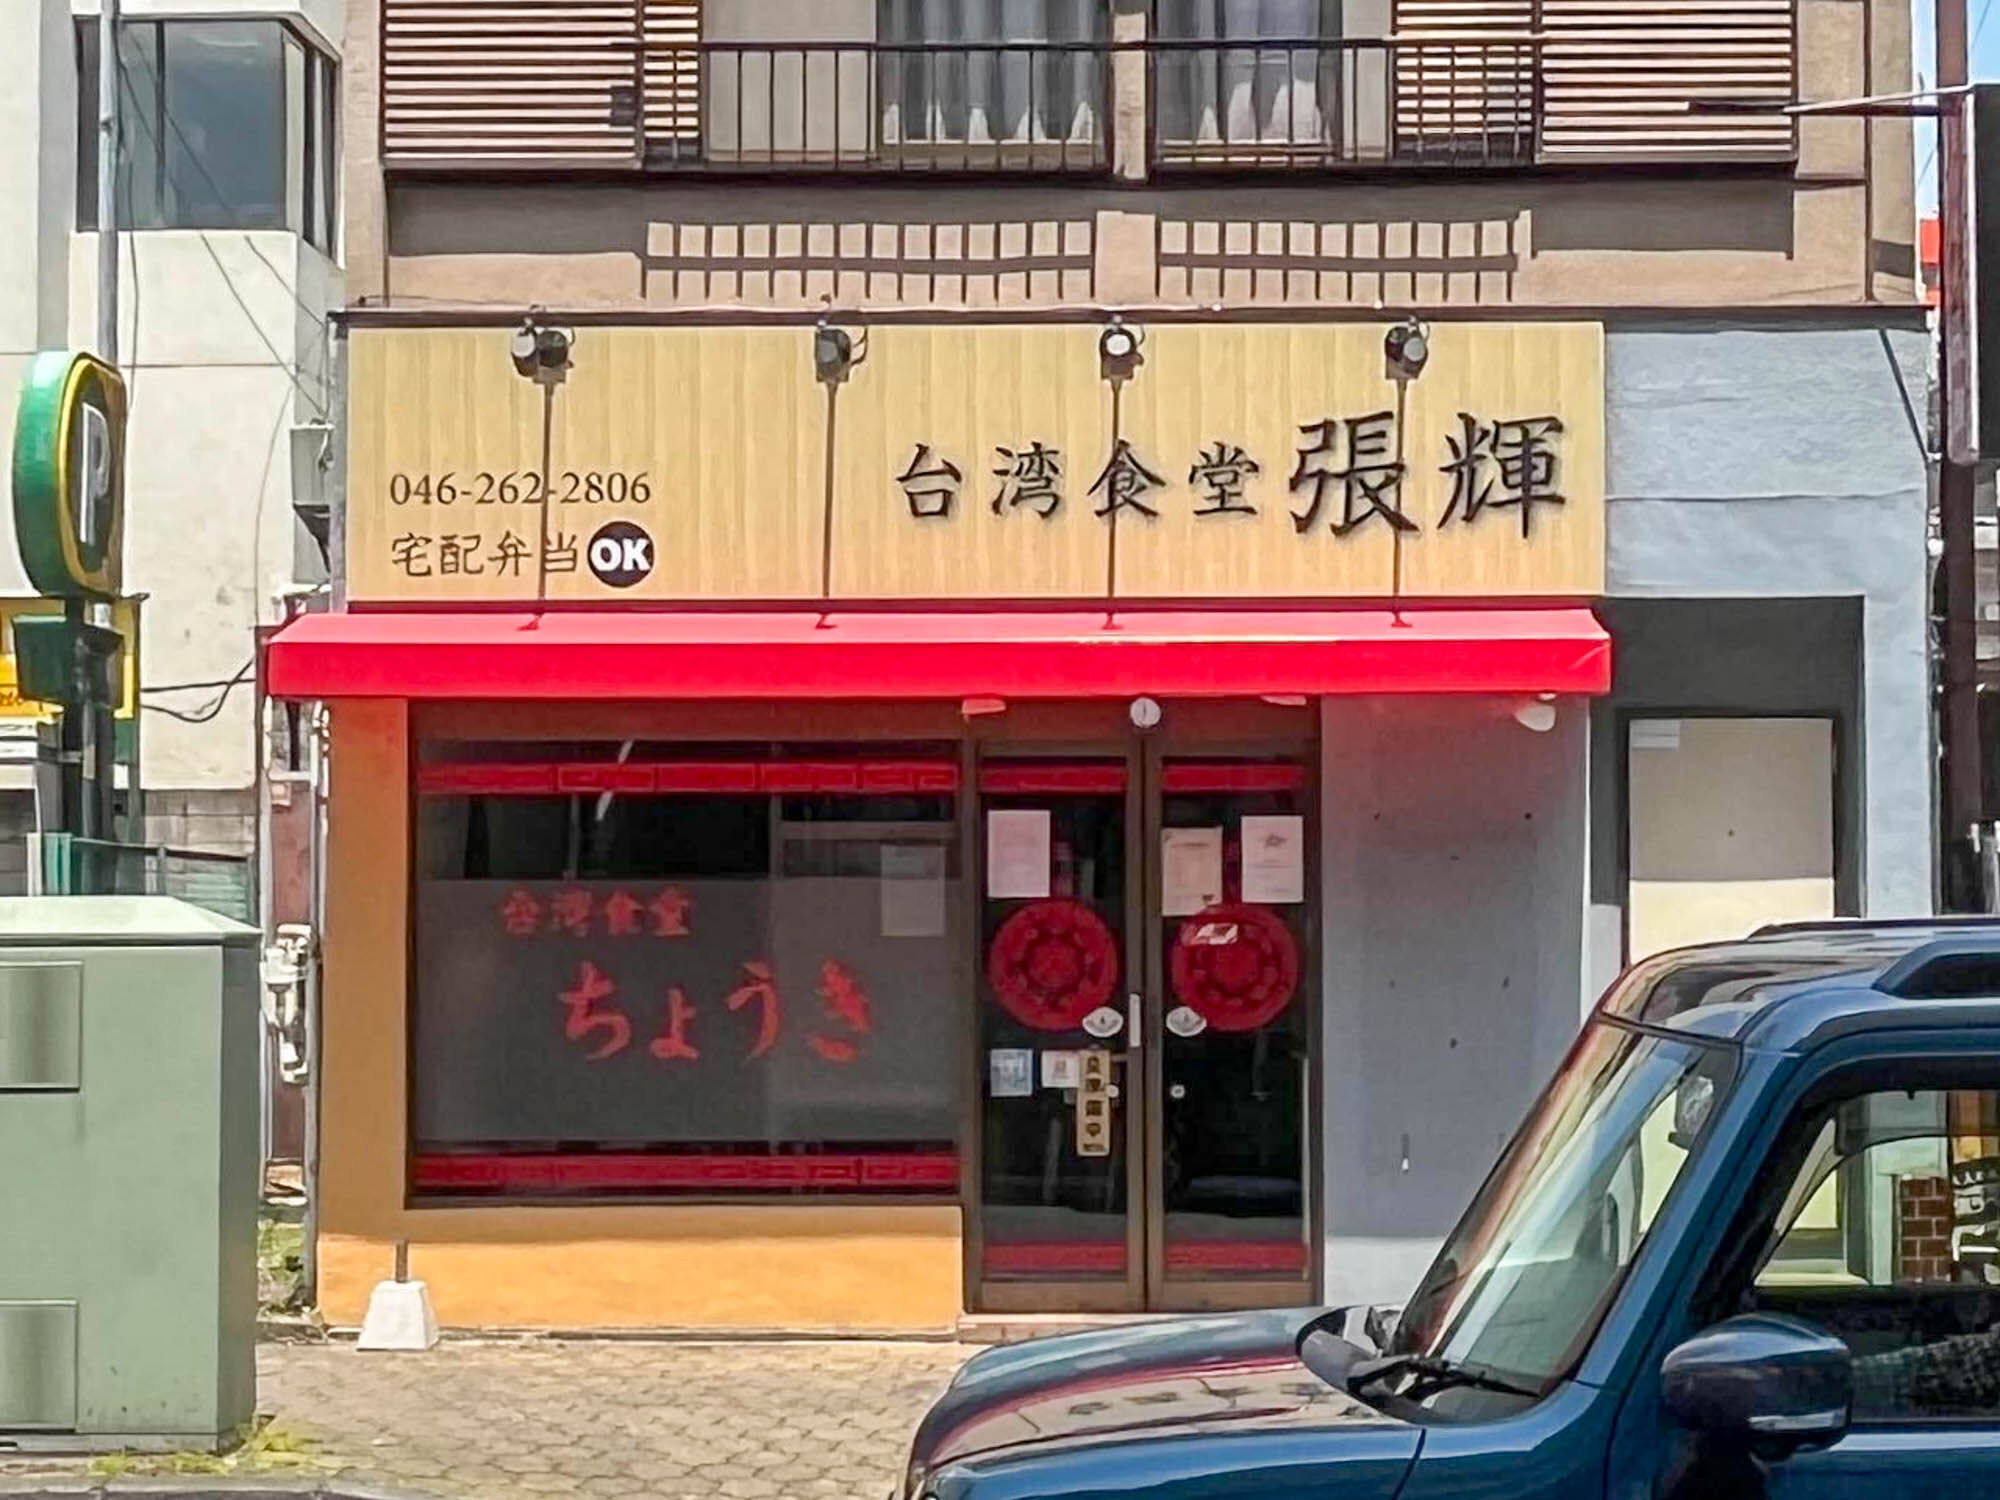 046-262-2806
宅配弁当OK
台湾食堂 張輝
P
台湾食堂
ちょうき